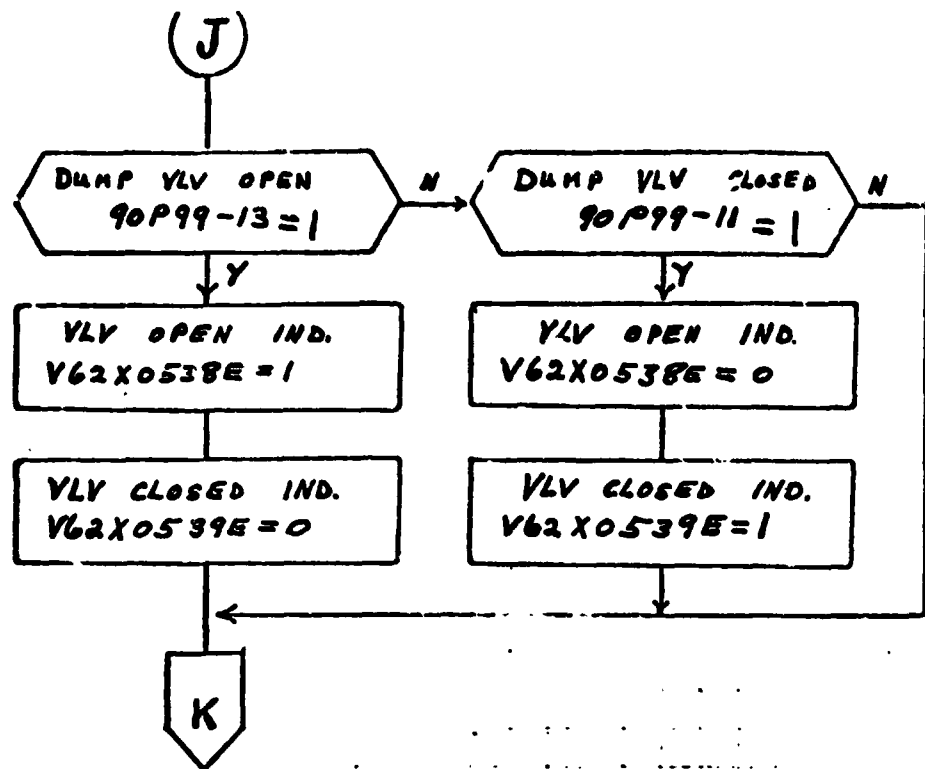 J
DUMP VLV OPEN
90P99-13 = 1
N
Y
DUMP VLV CLOSED
90P99-11 = 1
N
Y
VLV OPEN IND.
V62X0538E = 1
VLV OPEN IND.
V62X0538E = 0
VLV CLOSED IND.
V62X0539E = 0
VLV CLOSED IND.
V62X0539E = 1
K